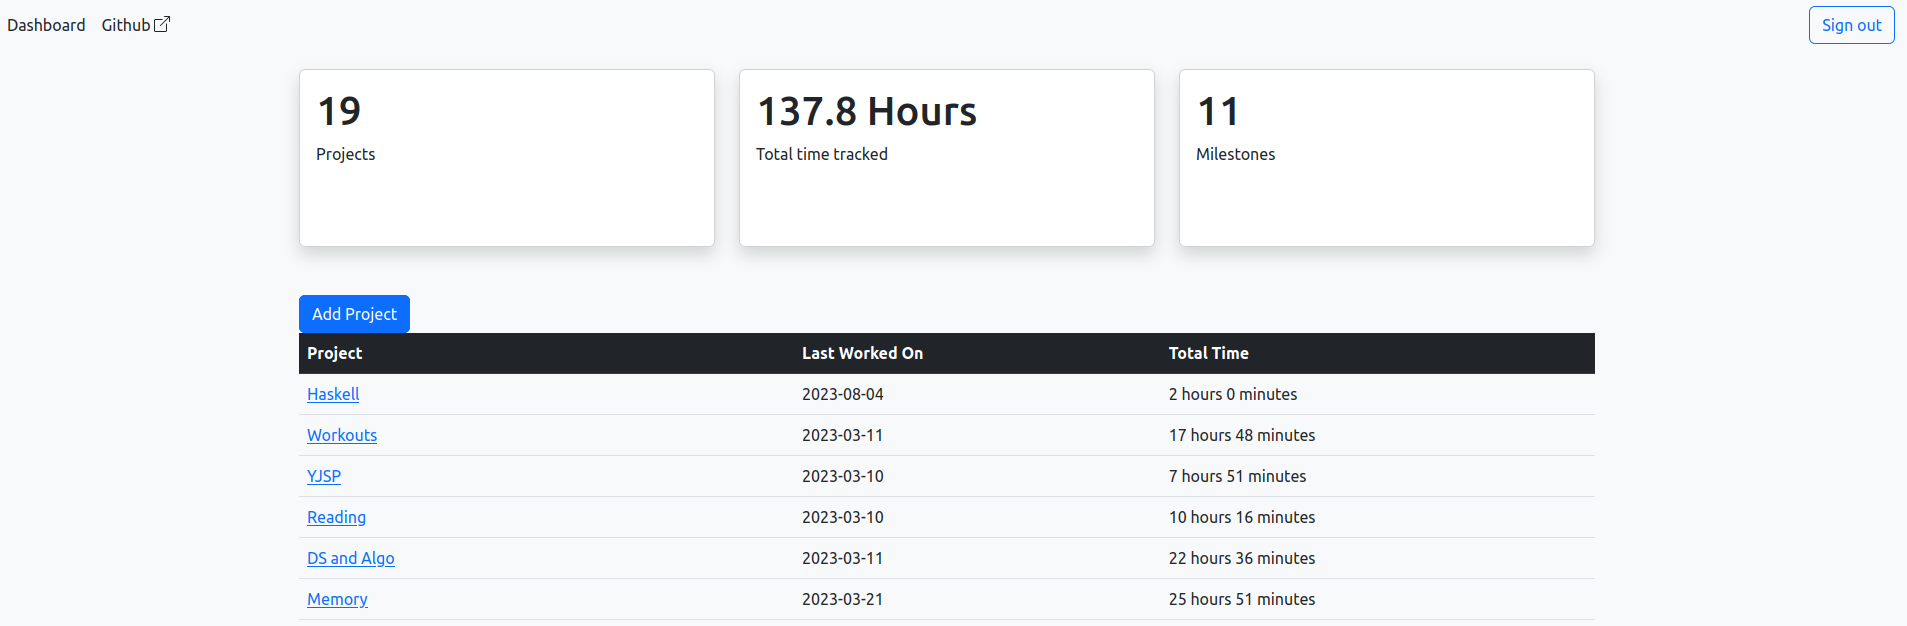 Dashboard Github Sign out
19 137.8 Hours 11
Projects Total time tracked Milestones
Add Project
Project Last Worked On Total Time
Haskell 2023-08-04 2 hours 0 minutes
Workouts 2023-03-11 17 hours 48 minutes
YJSP 2023-03-10 7 hours 51 minutes
Reading 2023-03-10 10 hours 16 minutes
DS and Algo 2023-03-11 22 hours 36 minutes
Memory 2023-03-21 25 hours 51 minutes